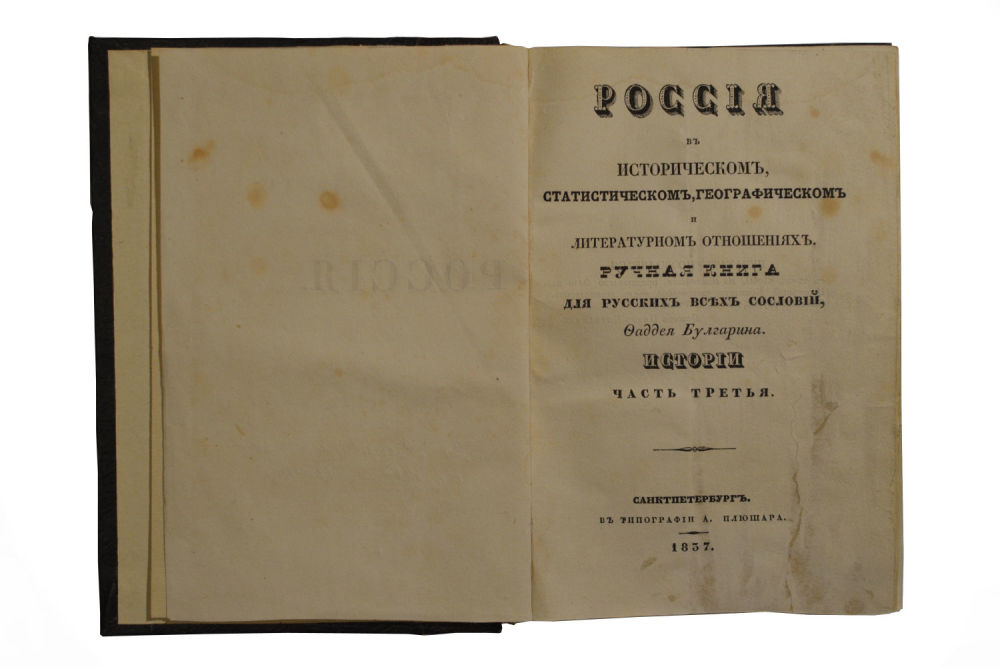 РОССІЯ
въ
ИСТОРИЧЕСКОМЪ,
СТАТИСТИЧЕСКОМЪ, ГЕОГРАФИЧЕСКОМЪ
и
ЛИТЕРАТУРНОМЪ ОТНОШЕНІЯХЪ.
РУЧНАЯ КНИГА
ДЛЯ РУССКИХЪ ВСѢХЪ СОСЛОВІЙ,
Ѳаддея Булгарина.
ИСТОРІИ
ЧАСТЬ ТРЕТЬЯ.
САНКТПЕТЕРБУРГЪ.
ВЪ ТИПОГРАФІИ А. ПЛЮШАРА.
1837.